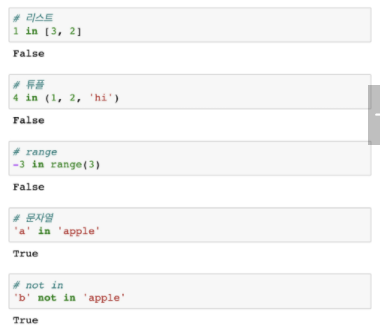 # 리스트
1 in [3, 2]
False
# 튜플
4 in (1, 2, 'hi')
False
# range
-3 in range(3)
False
# 문자열
'a' in 'apple'
True
# not in
'b' not in 'apple'
True